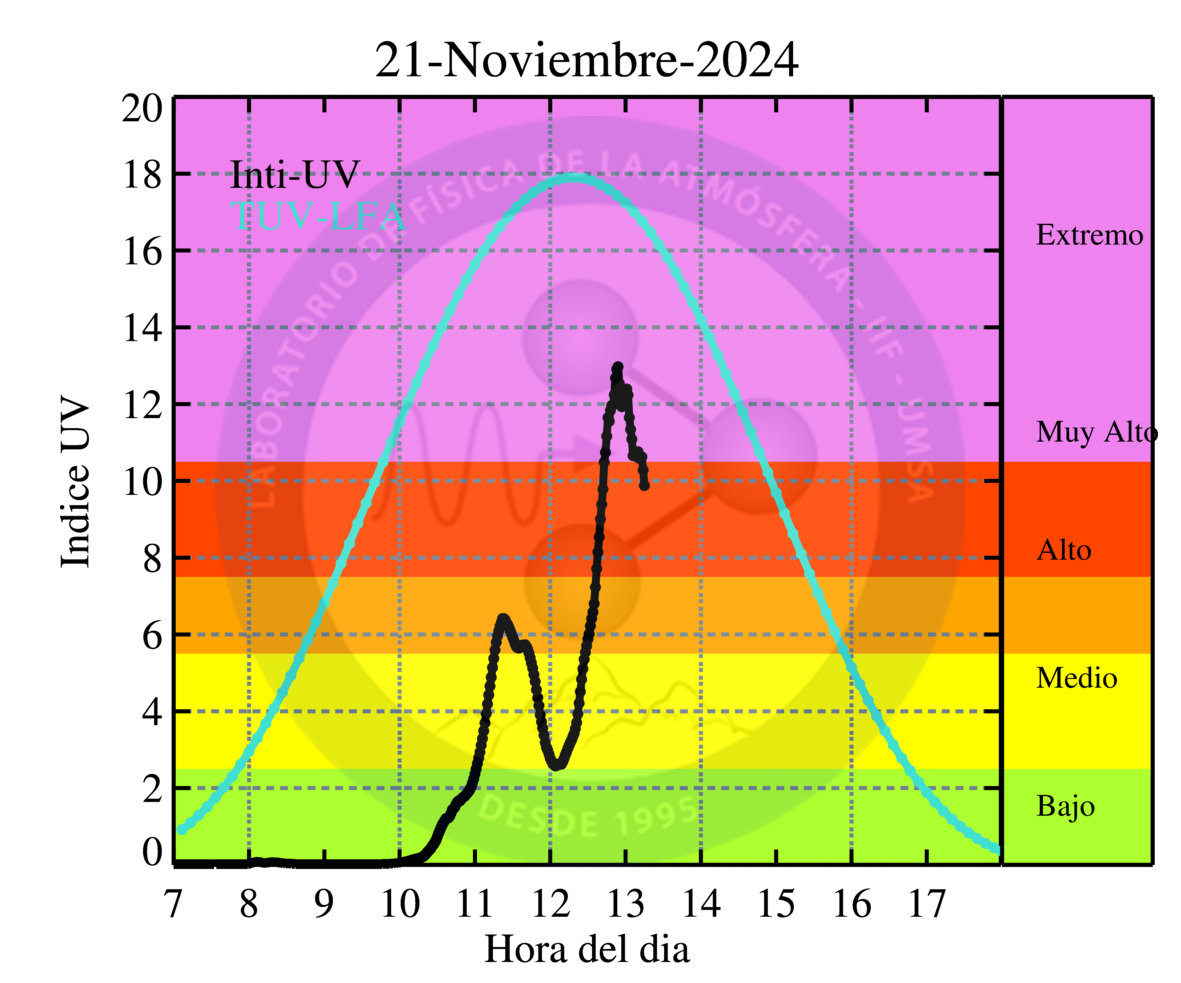 21-Noviembre-2024
20
18
16
14
12
10
8
6
4
2
0
Indice UV
Inti-UV
TUV-LFA
LABORATORIO DE FÍSICA DE LA ATMÓSFERA - IIF - UMSA
DESDE 1995
Extremo
Muy Alto
Alto
Medio
Bajo
7 8 9 10 11 12 13 14 15 16 17
Hora del dia